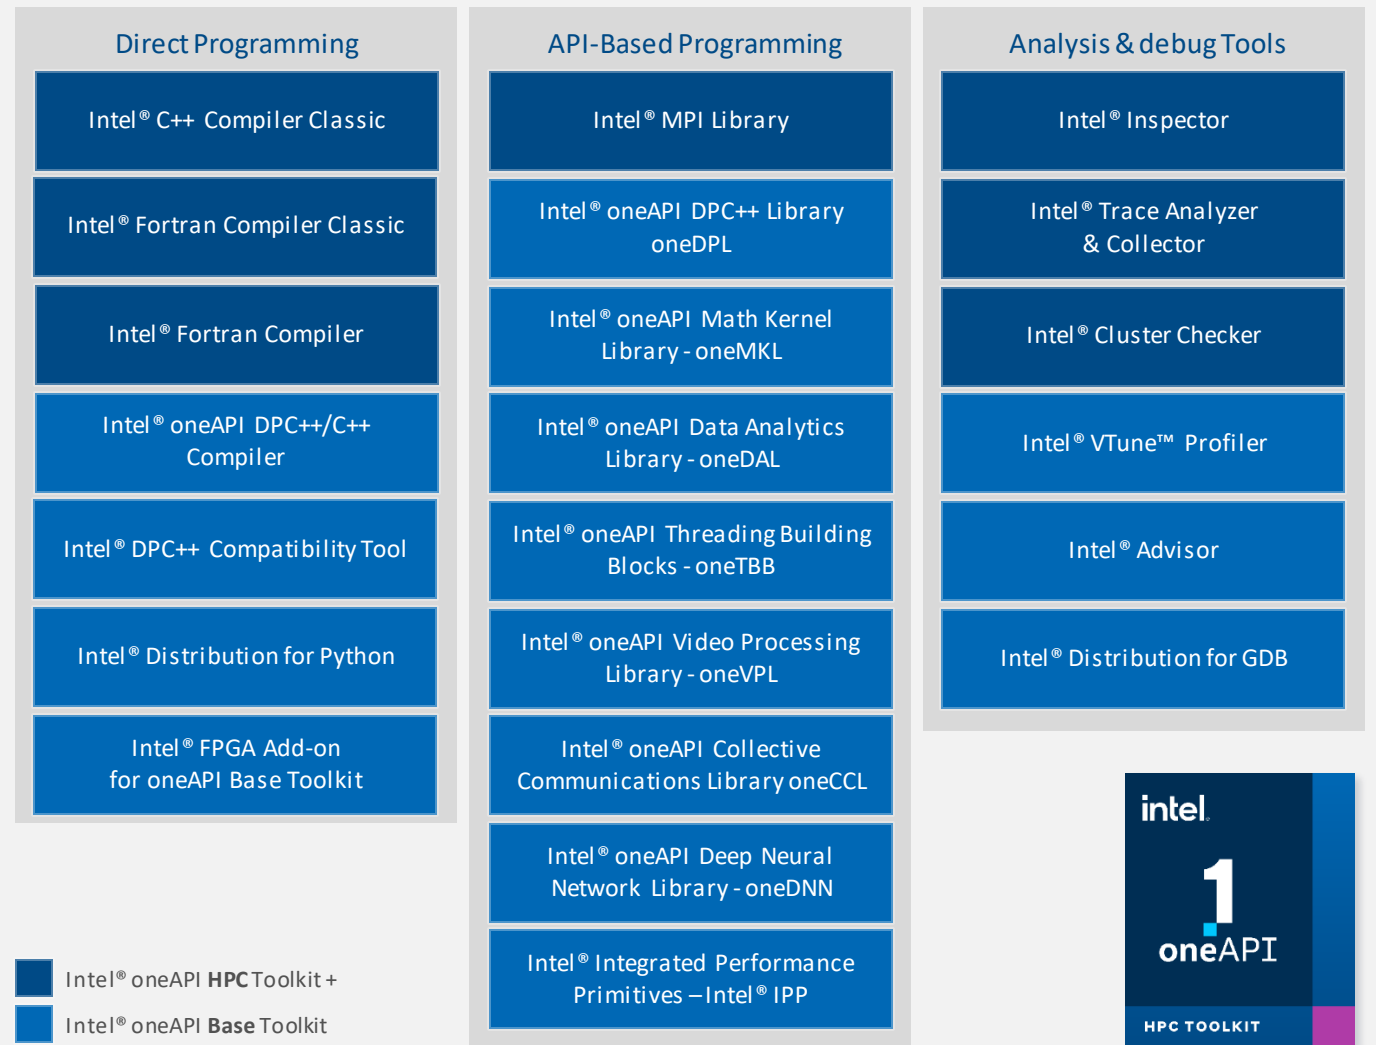 Direct Programming
Intel® C++ Compiler Classic
Intel® Fortran Compiler Classic
Intel® Fortran Compiler
Intel® oneAPI DPC++/C++
Compiler
Intel® DPC++ Compatibility Tool
Intel® Distribution for Python
Intel® FPGA Add-on
for oneAPI Base Toolkit
API-Based Programming
Intel® MPI Library
Intel® oneAPI DPC++ Library
oneDPL
Intel® oneAPI Math Kernel
Library - oneMKL
Intel® oneAPI Data Analytics
Library - oneDAL
Intel® oneAPI Threading Building
Blocks - oneTBB
Intel® oneAPI Video Processing
Library - oneVPL
Intel® oneAPI Collective
Communications Library oneCCL
Intel® oneAPI Deep Neural
Network Library - oneDNN
Intel® Integrated Performance
Primitives – Intel® IPP
Analysis & debug Tools
Intel® Inspector
Intel® Trace Analyzer
& Collector
Intel® Cluster Checker
Intel® VTune™ Profiler
Intel® Advisor
Intel® Distribution for GDB
Intel® oneAPI HPC Toolkit +
Intel® oneAPI Base Toolkit
intel.
1
oneAPI
HPC TOOLKIT